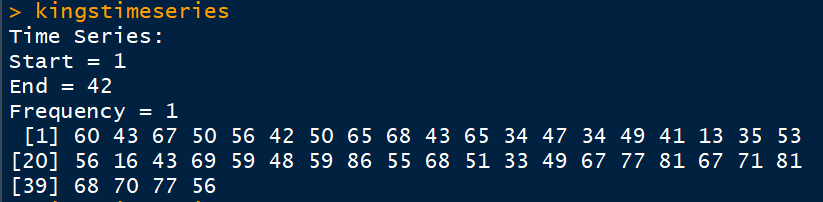 > kingstimeseries
Time Series:
Start = 1
End = 42
Frequency = 1
[1] 60 43 67 50 56 42 50 65 68 43 65 34 47 34 49 41 13 35 53
[20] 56 16 43 69 59 48 59 86 55 68 51 33 49 67 77 81 67 71 81
[39] 68 70 77 56